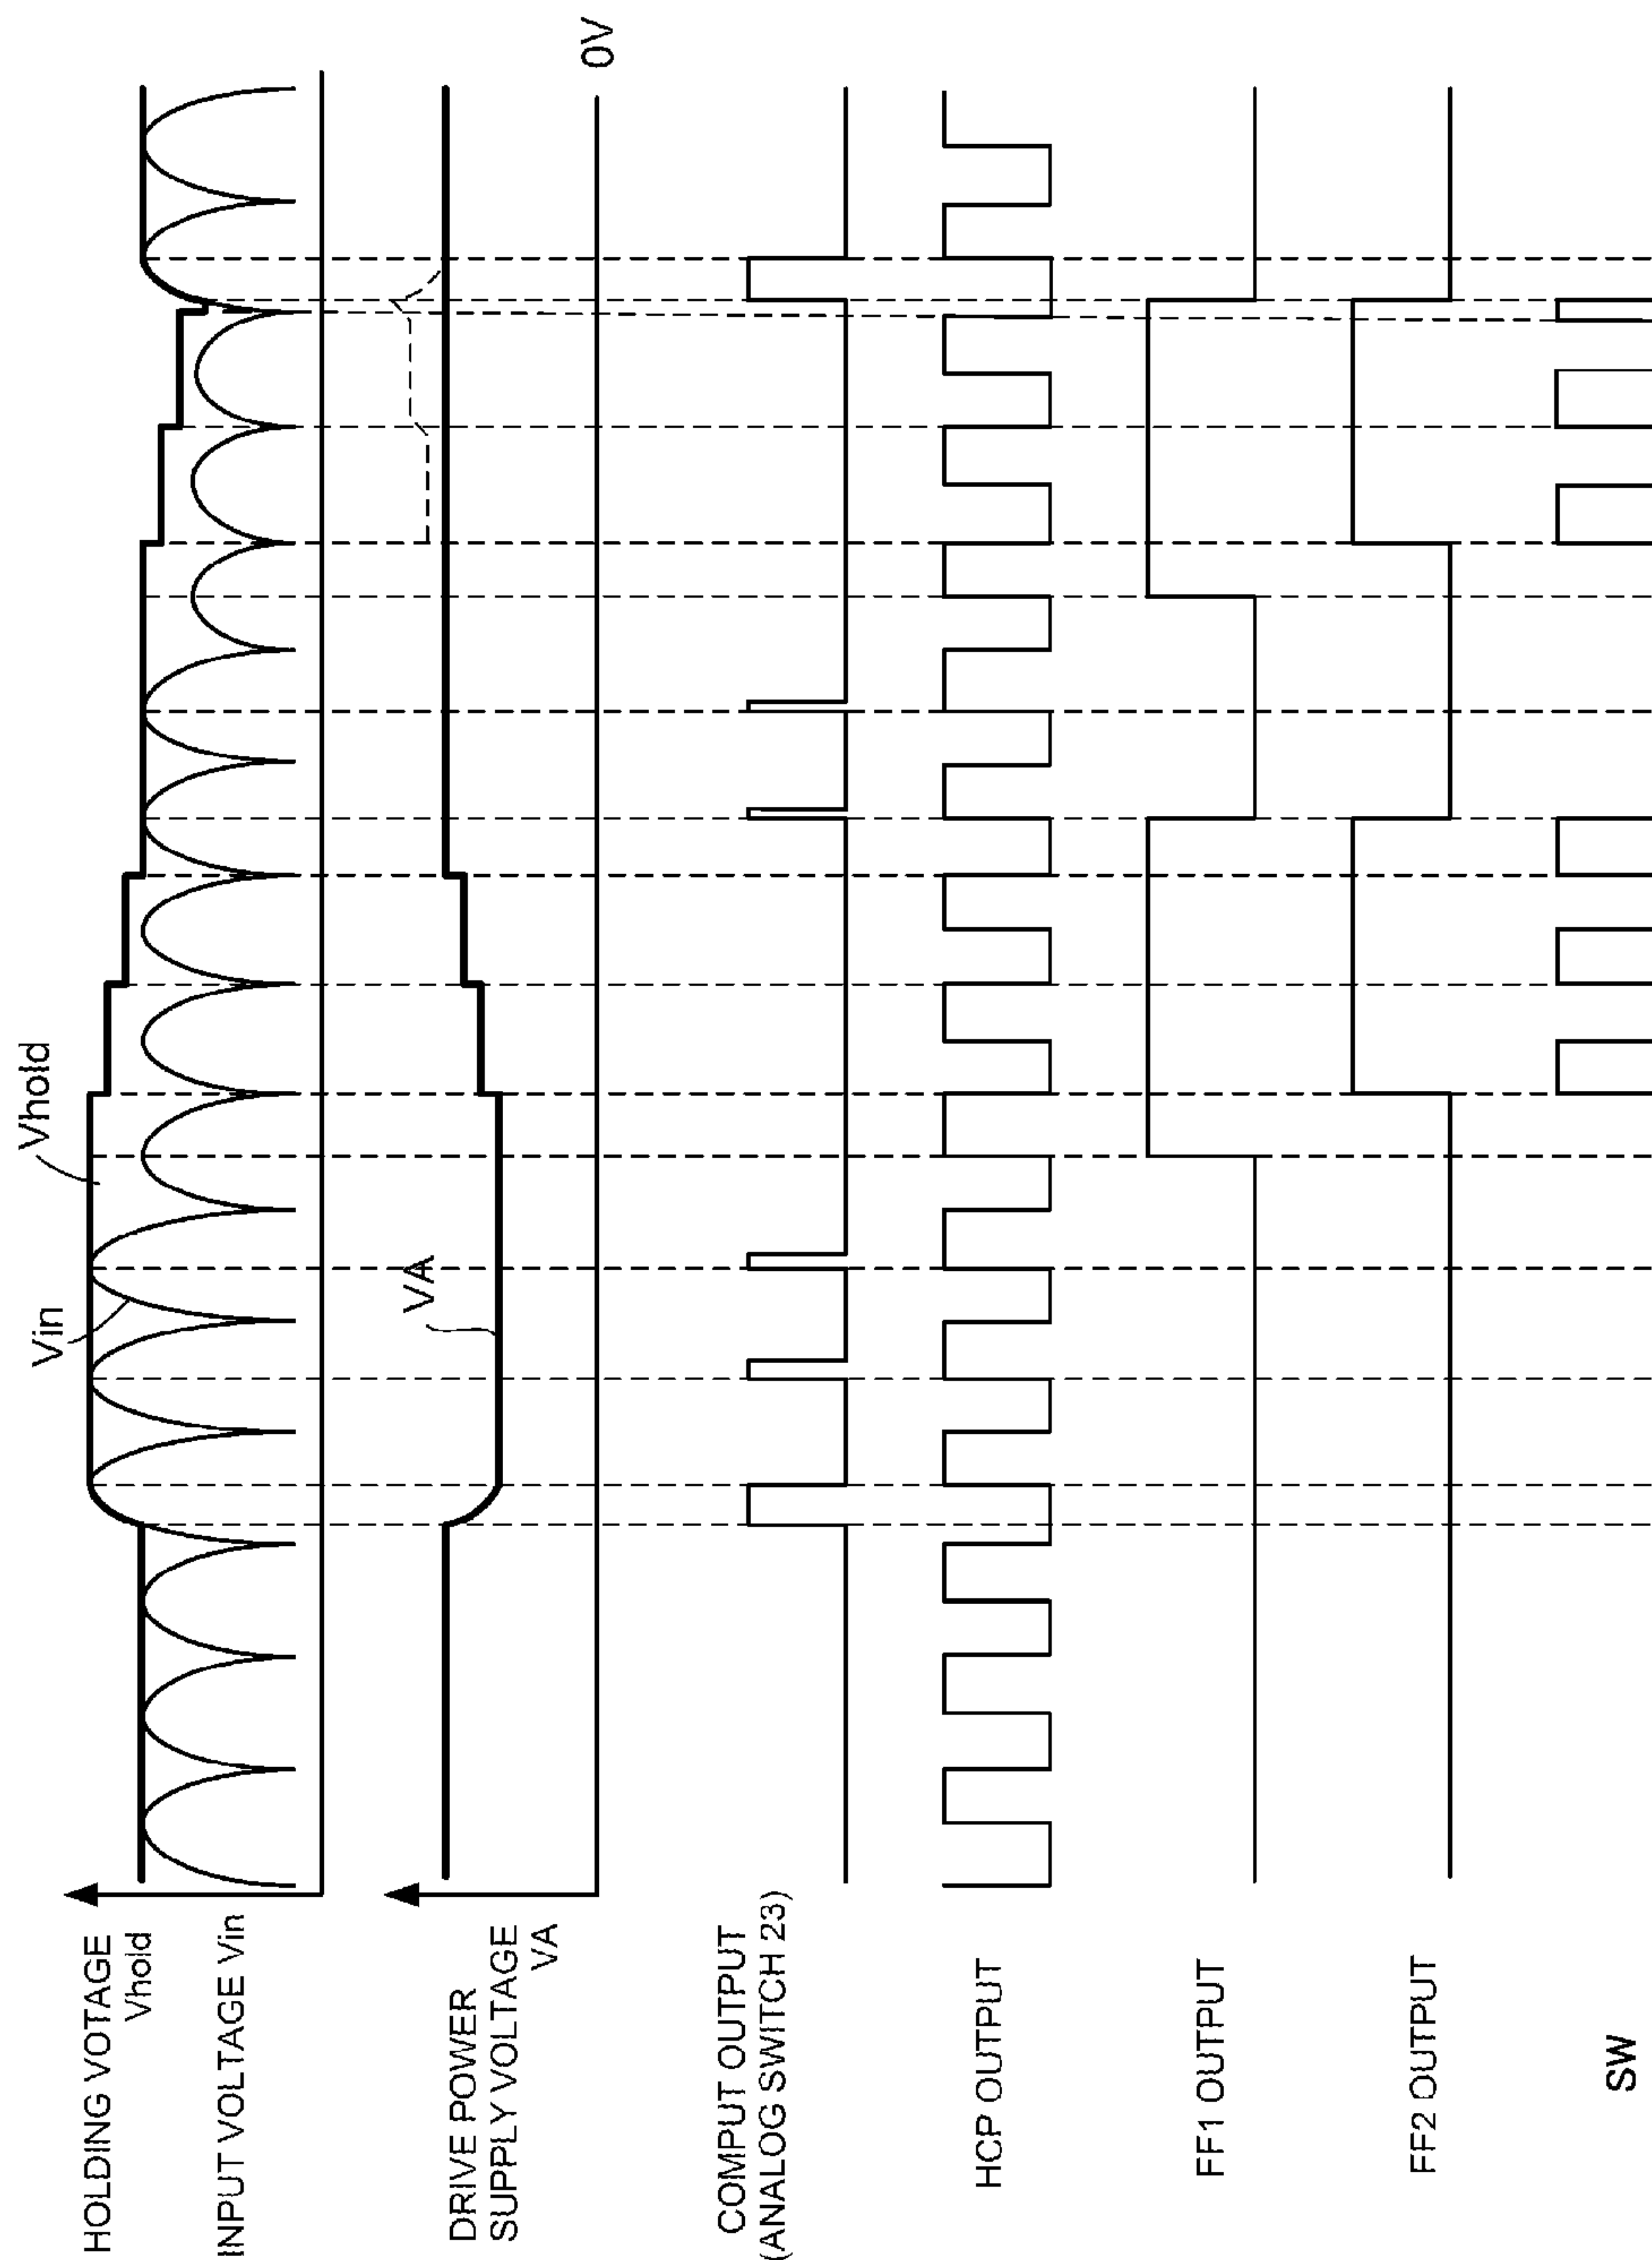 HOLDING VOTAGE
Vhold
INPUT VOLTAGE Vin
Vin
Vhold
DRIVE POWER
SUPPLY VOLTAGE
VA
VA
0V
COMPUT OUTPUT
(ANALOG SWITCH 23)
HCP OUTPUT
FF1 OUTPUT
FF2 OUTPUT
SW